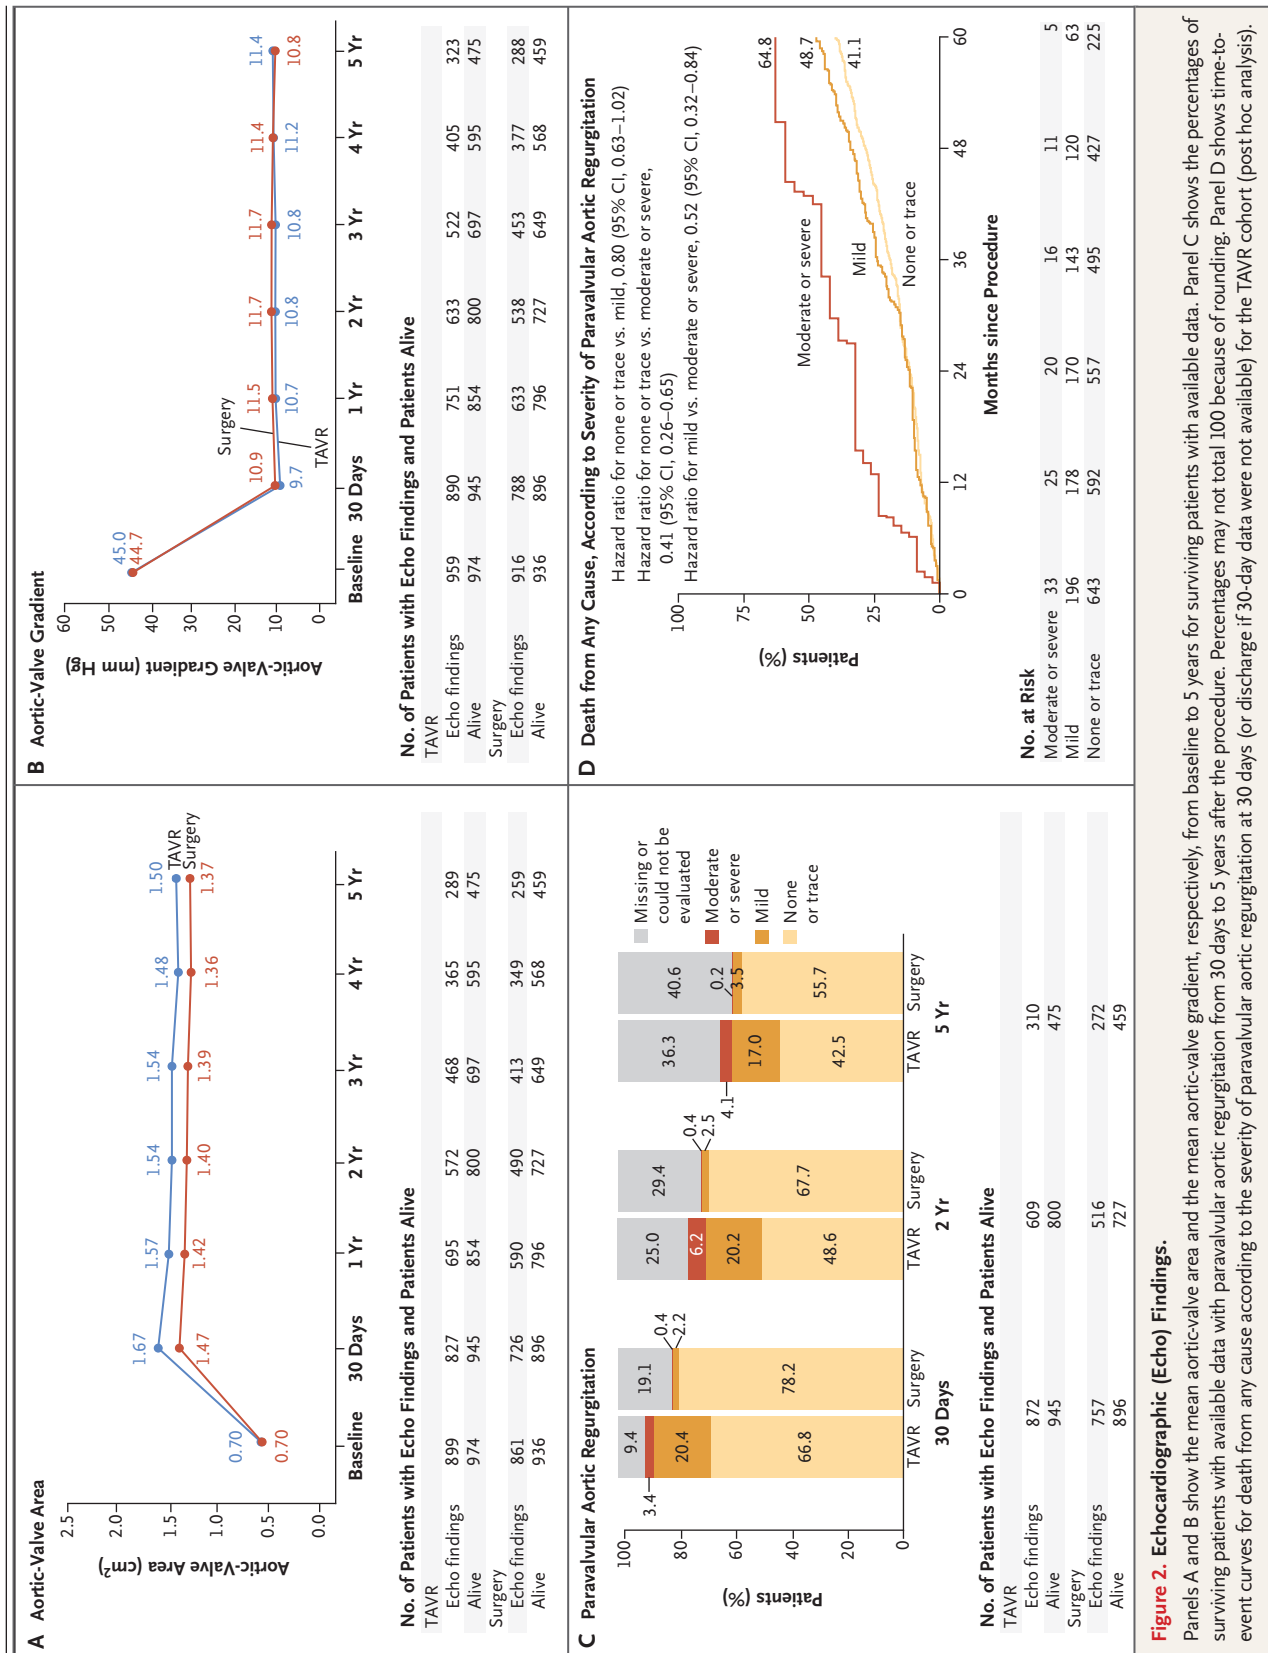 A Aortic-Valve Area
Aortic-Valve Area (cm²)
2.5
2.0
1.5
1.0
0.5
0.0
0.70
1.67
1.57
1.54
1.54
1.48
1.50
TAVR
Surgery
0.70
1.47
1.42
1.40
1.39
1.36
1.37
Baseline 30 Days 1 Yr 2 Yr 3 Yr 4 Yr 5 Yr
No. of Patients with Echo Findings and Patients Alive
TAVR
Echo findings 899 827 695 572 468 365 289
Alive 974 945 854 800 697 595 475
Surgery
Echo findings 861 726 590 490 413 349 259
Alive 936 896 796 727 649 568 459
B Aortic-Valve Gradient
Aortic-Valve Gradient (mm Hg)
60
50
40
30
20
10
0
45.0
44.7
10.9
Surgery
11.5
11.7
11.7
11.4
11.4
9.7
TAVR
10.7
10.8
10.8
11.2
10.8
Baseline 30 Days 1 Yr 2 Yr 3 Yr 4 Yr 5 Yr
No. of Patients with Echo Findings and Patients Alive
TAVR
Echo findings 959 890 751 633 522 405 323
Alive 974 945 854 800 697 595 475
Surgery
Echo findings 916 788 633 538 453 377 288
Alive 936 896 796 727 649 568 459
C Paravalvular Aortic Regurgitation
Patients (%)
100
80
60
40
20
0
9.4
3.4
20.4
66.8
19.1
0.4
2.2
78.2
25.0
6.2
20.2
48.6
29.4
0.4
2.5
67.7
36.3
4.1
17.0
42.5
40.6
0.2
3.5
55.7
Missing or
could not be
evaluated
Moderate
or severe
Mild
None
or trace
TAVR Surgery TAVR Surgery TAVR Surgery
30 Days 2 Yr 5 Yr
No. of Patients with Echo Findings and Patients Alive
TAVR
Echo findings 872 609 310
Alive 945 800 475
Surgery
Echo findings 757 516 272
Alive 896 727 459
D Death from Any Cause, According to Severity of Paravalvular Aortic Regurgitation
Hazard ratio for none or trace vs. mild, 0.80 (95% CI, 0.63–1.02)
Hazard ratio for none or trace vs. moderate or severe,
0.41 (95% CI, 0.26–0.65)
Hazard ratio for mild vs. moderate or severe, 0.52 (95% CI, 0.32–0.84)
Patients (%)
100
75
50
25
0
64.8
48.7
41.1
Moderate or severe
Mild
None or trace
0 12 24 36 48 60
Months since Procedure
No. at Risk
Moderate or severe 33 25 20 16 11 5
Mild 196 178 170 143 120 63
None or trace 643 592 557 495 427 225
Figure 2. Echocardiographic (Echo) Findings.
Panels A and B show the mean aortic-valve area and the mean aortic-valve gradient, respectively, from baseline to 5 years for surviving patients with available data. Panel C shows the percentages of
surviving patients with available data with paravalvular aortic regurgitation from 30 days to 5 years after the procedure. Percentages may not total 100 because of rounding. Panel D shows time-to-
event curves for death from any cause according to the severity of paravalvular aortic regurgitation at 30 days (or discharge if 30-day data were not available) for the TAVR cohort (post hoc analysis).